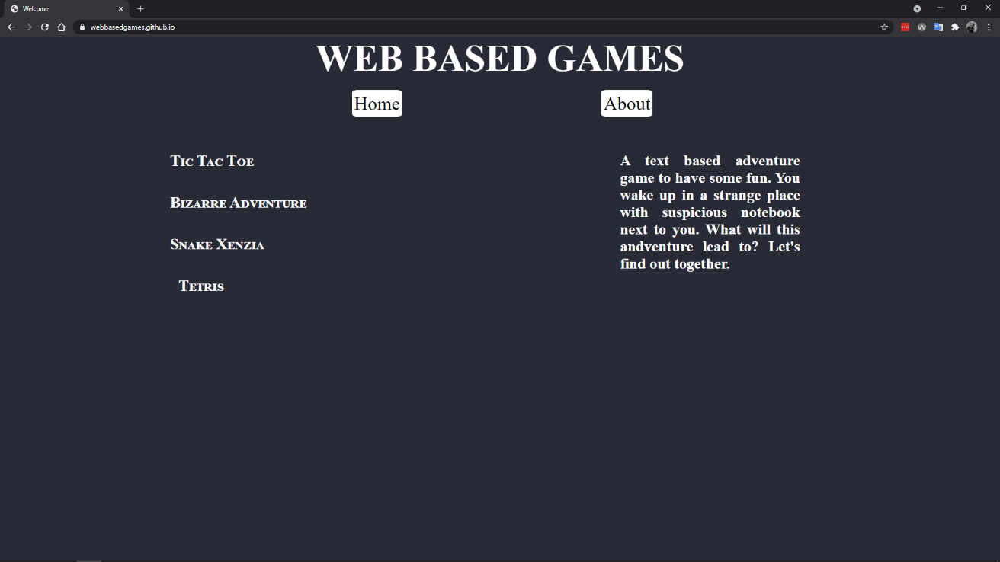 Welcome
webbasedgames.github.io
WEB BASED GAMES
Home
About
Tic Tac Toe
Bizarre Adventure
Snake Xenzia
Tetris
A text based adventure
game to have some fun. You
wake up in a strange place
with suspicious notebook
next to you. What will this
andventure lead to? Let's
find out together.